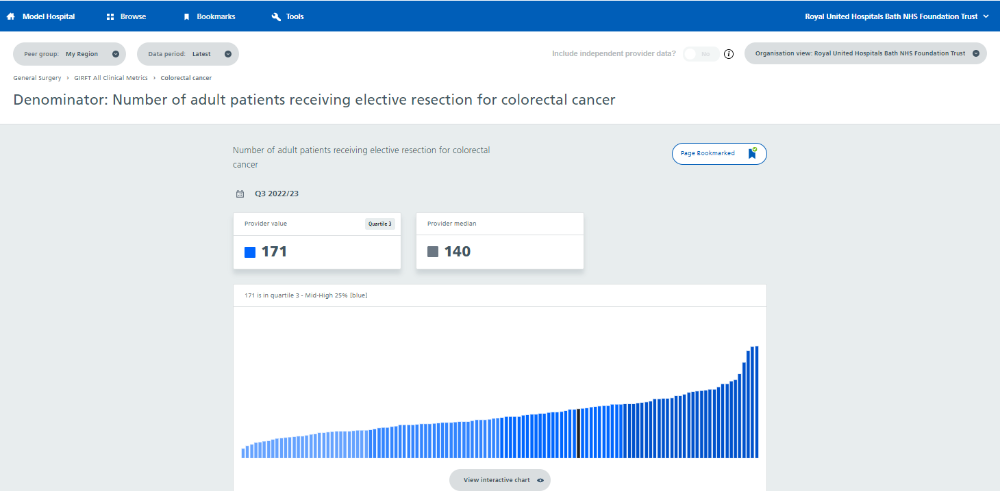 Model Hospital Browse Bookmarks Tools Royal United Hospitals Bath NHS Foundation Trust
Peer group: My Region Data period: Latest Include independent provider data? No Organisation view: Royal United Hospitals Bath NHS Foundation Trust
General Surgery › GIRFT All Clinical Metrics › Colorectal cancer
Denominator: Number of adult patients receiving elective resection for colorectal cancer
Number of adult patients receiving elective resection for colorectal
cancer
Page Bookmarked
Q3 2022/23
Provider value Quartile 3 Provider median
171 140
171 is in quartile 3 - Mid-High 25% [blue]
View interactive chart